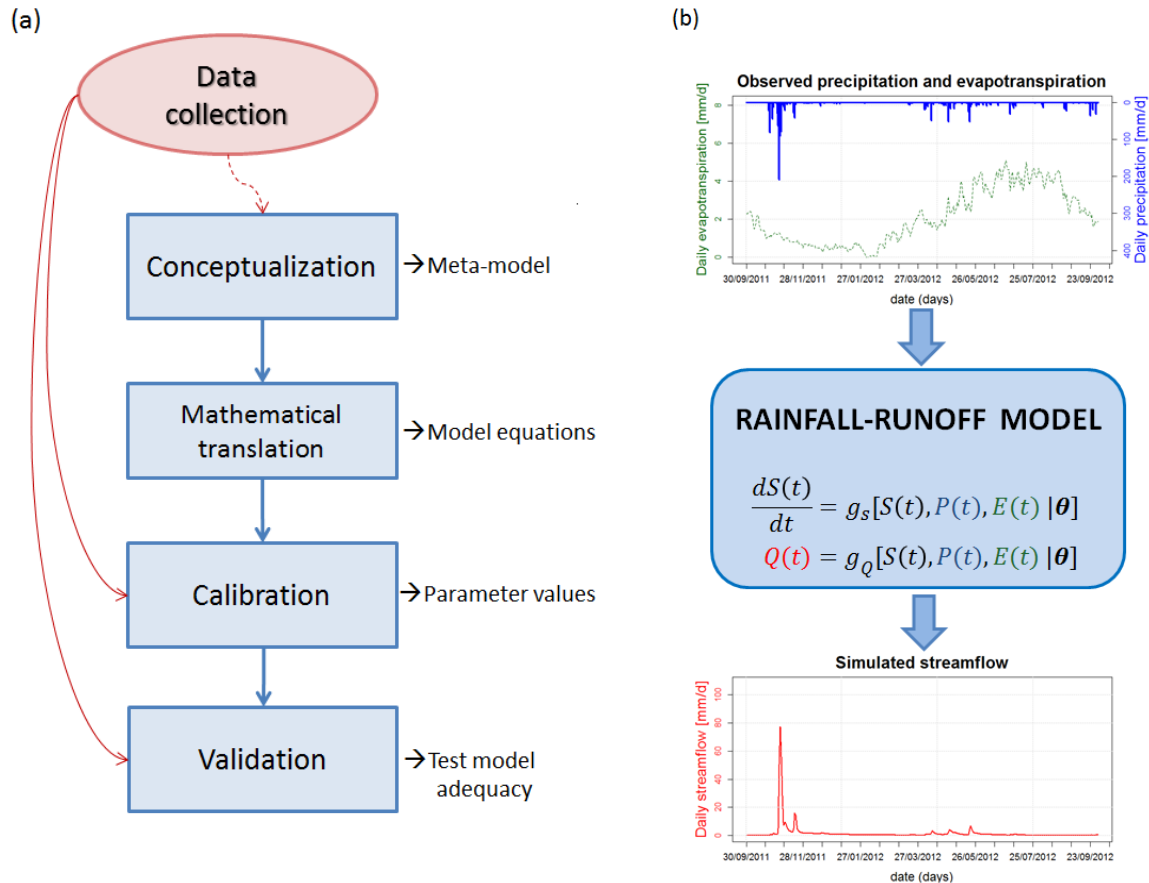 (a)
Data
collection
Conceptualization
→Meta-model
Mathematical
translation
→Model equations
Calibration
→Parameter values
Validation
→Test model
adequacy
(b)
Observed precipitation and evapotranspiration
Daily evapotranspiration [mm/d]
8
6
4
2
0
Daily precipitation [mm/d]
0
100
200
300
400
30/09/2011 28/11/2011 27/01/2012 27/03/2012 26/05/2012 25/07/2012 23/09/2012
date (days)
RAINFALL-RUNOFF MODEL
dS(t)/dt = g_S[S(t), P(t), E(t) |θ]
Q(t) = g_Q[S(t), P(t), E(t) |θ]
Simulated streamflow
Daily streamflow [mm/d]
100
80
60
40
20
0
30/09/2011 28/11/2011 27/01/2012 27/03/2012 26/05/2012 25/07/2012 23/09/2012
date (days)